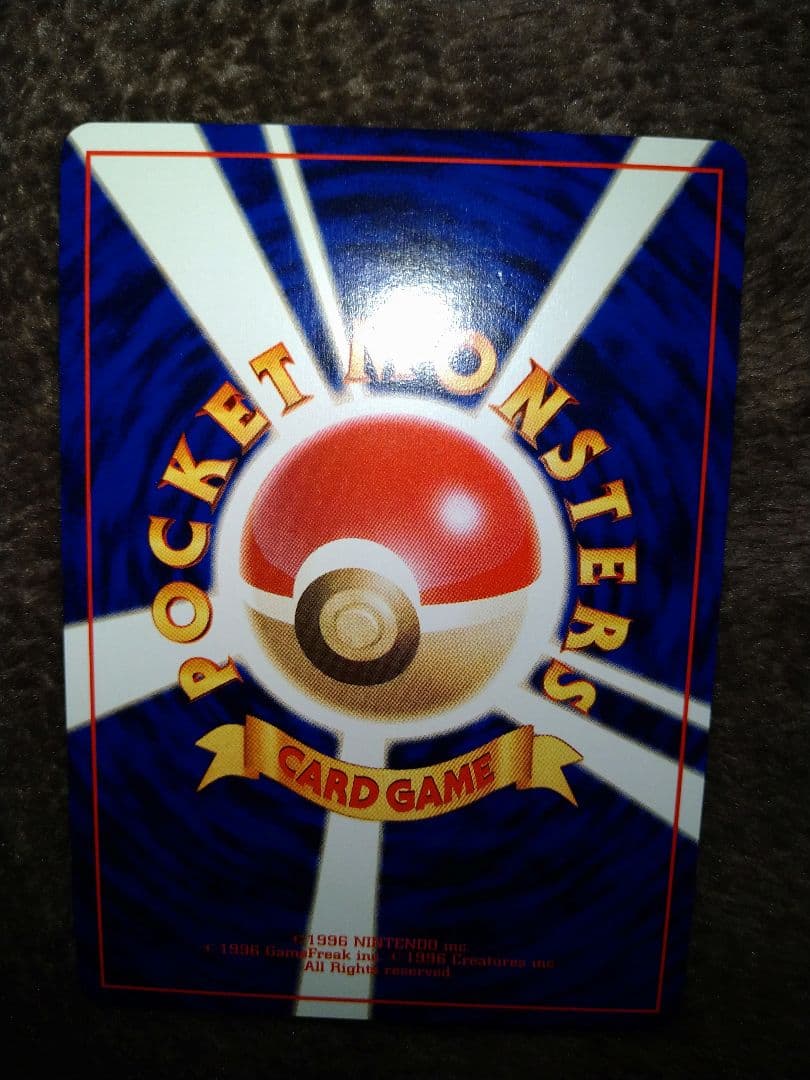 POCKET MONSTERS
CARD GAME
© 1996 NINTENDO inc.
© 1996 GameFreak inc. © 1996 Creatures inc
All Rights reserved